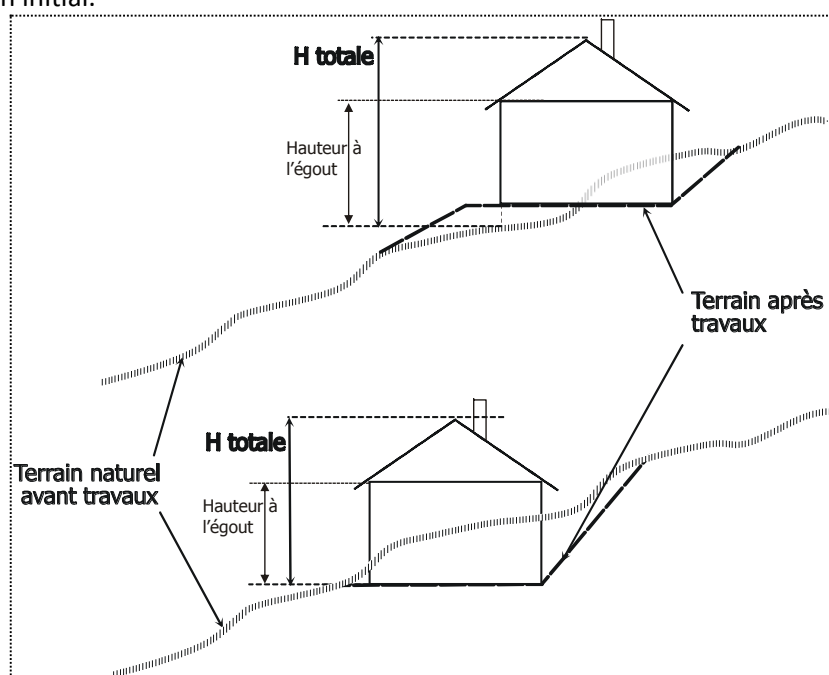 n initial.
H totale
Hauteur à
l'égout
Terrain après
travaux
H totale
Terrain naturel
avant travaux
Hauteur à
l'égout